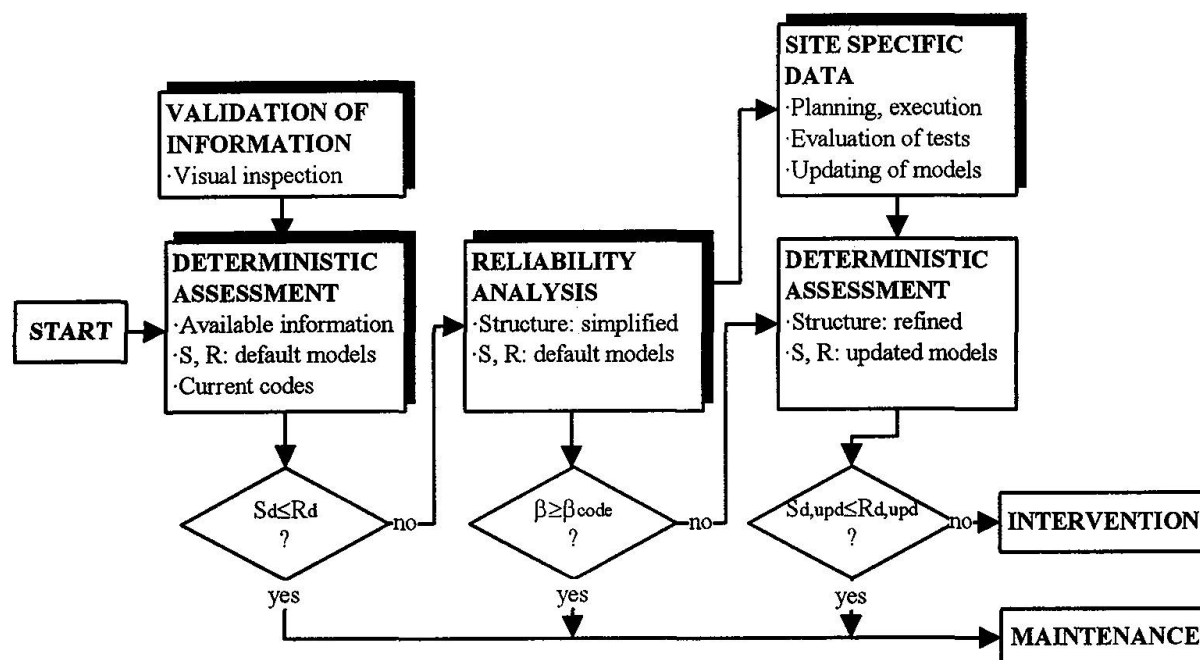 START
VALIDATION OF
INFORMATION
·Visual inspection
DETERMINISTIC
ASSESSMENT
·Available information
·S, R: default models
·Current codes
Sd≤Rd
?
no
yes
RELIABILITY
ANALYSIS
·Structure: simplified
·S, R: default models
β≥βcode
?
no
yes
SITE SPECIFIC
DATA
·Planning, execution
·Evaluation of tests
·Updating of models
DETERMINISTIC
ASSESSMENT
·Structure: refined
·S, R: updated models
Sd,upd≤Rd,upd
?
no
yes
INTERVENTION
MAINTENANCE